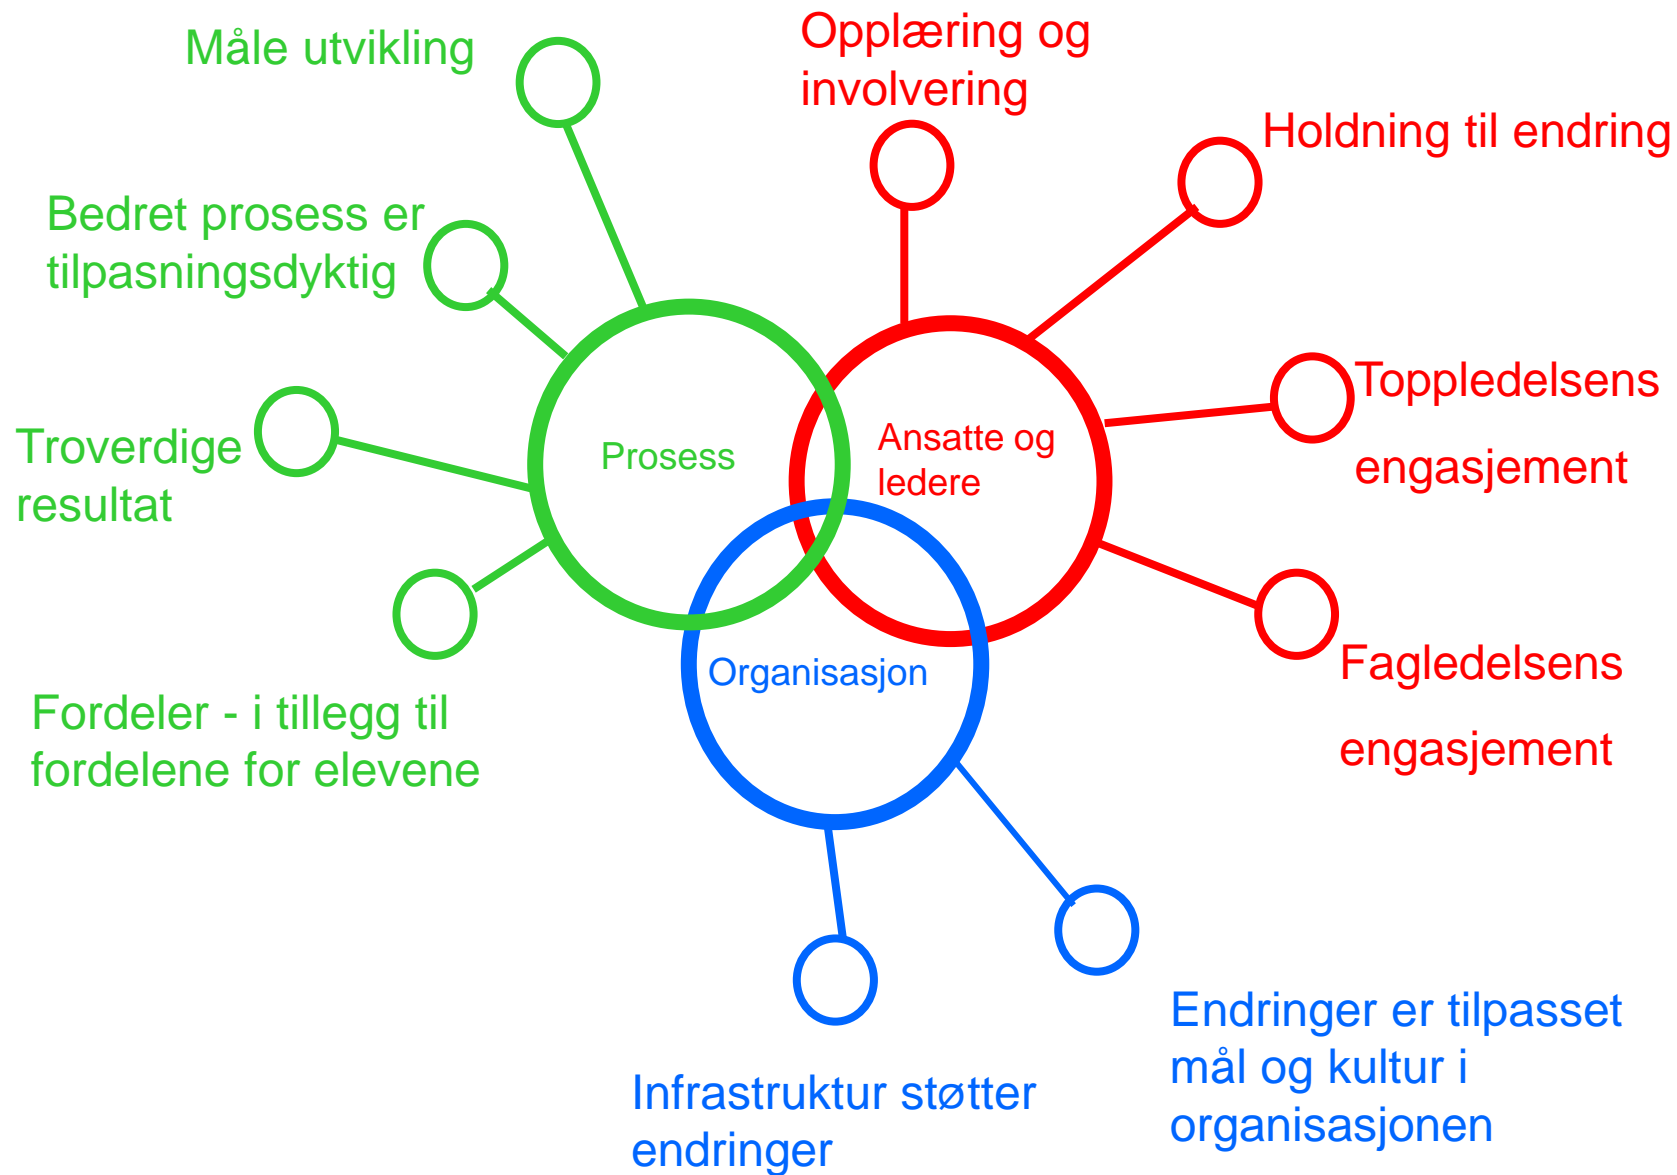 Måle utvikling
Opplæring og
involvering
Holdning til endring
Bedret prosess er
tilpasningsdyktig
Toppledelsens
engasjement
Troverdige
resultat
Prosess
Ansatte og
ledere
Organisasjon
Fagledelsens
engasjement
Fordeler - i tillegg til
fordelene for elevene
Endringer er tilpasset
mål og kultur i
organisasjonen
Infrastruktur støtter
endringer